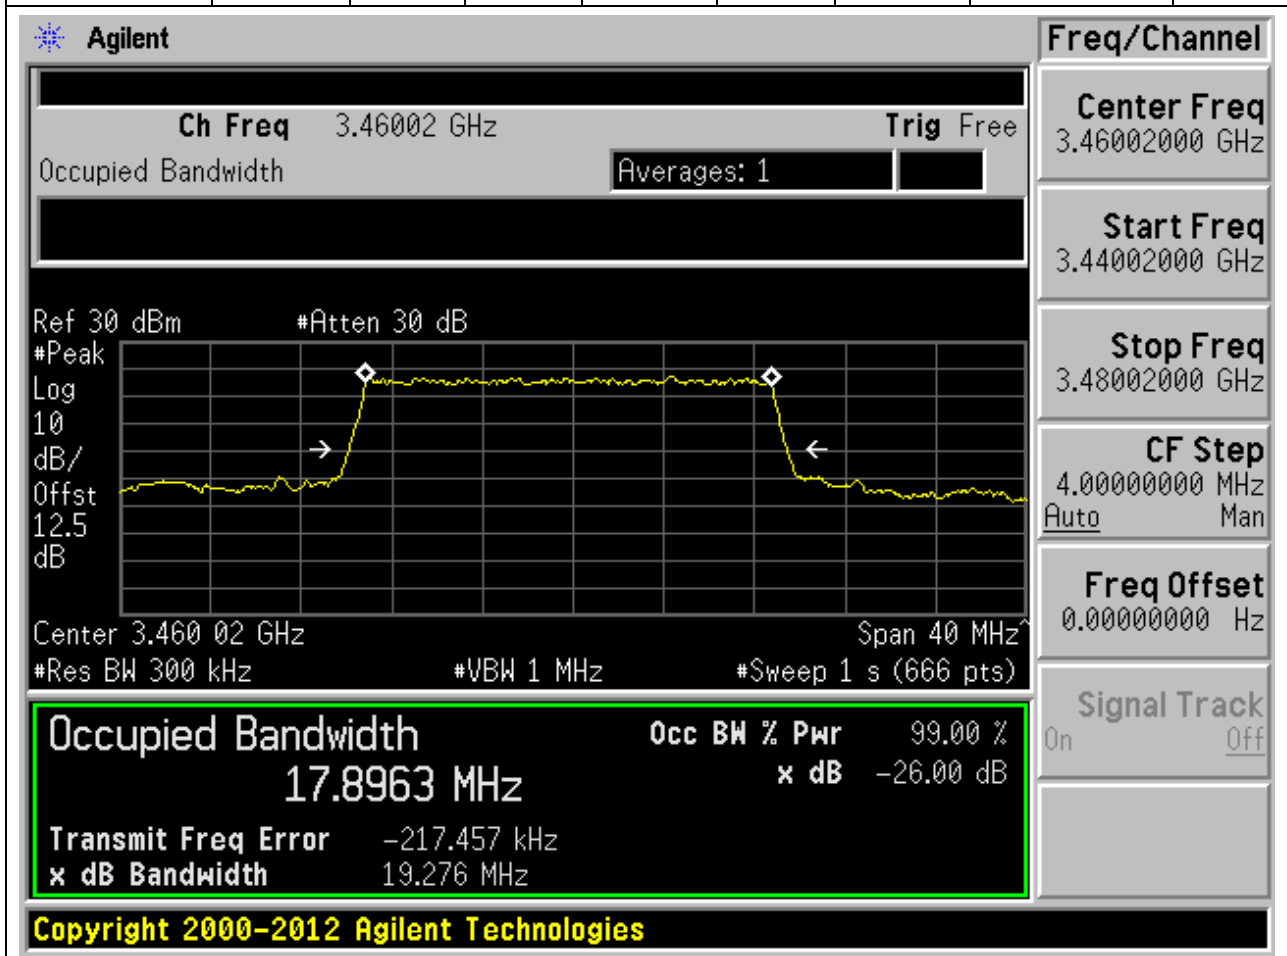 Agilent
Freq/Channel
Ch Freq 3.46002 GHz Trig Free
Occupied Bandwidth Averages: 1
Center Freq
3.46002000 GHz
Start Freq
3.44002000 GHz
Stop Freq
3.48002000 GHz
CF Step
4.00000000 MHz
Auto Man
Freq Offset
0.00000000 Hz
Signal Track
On Off
Ref 30 dBm #Atten 30 dB
#Peak
Log
10
dB/
Offst
12.5
dB
Center 3.460 02 GHz Span 40 MHz^
#Res BW 300 kHz #VBW 1 MHz #Sweep 1 s (666 pts)
Occupied Bandwidth Occ BW % Pwr 99.00 %
17.8963 MHz x dB -26.00 dB
Transmit Freq Error -217.457 kHz
x dB Bandwidth 19.276 MHz
Copyright 2000-2012 Agilent Technologies